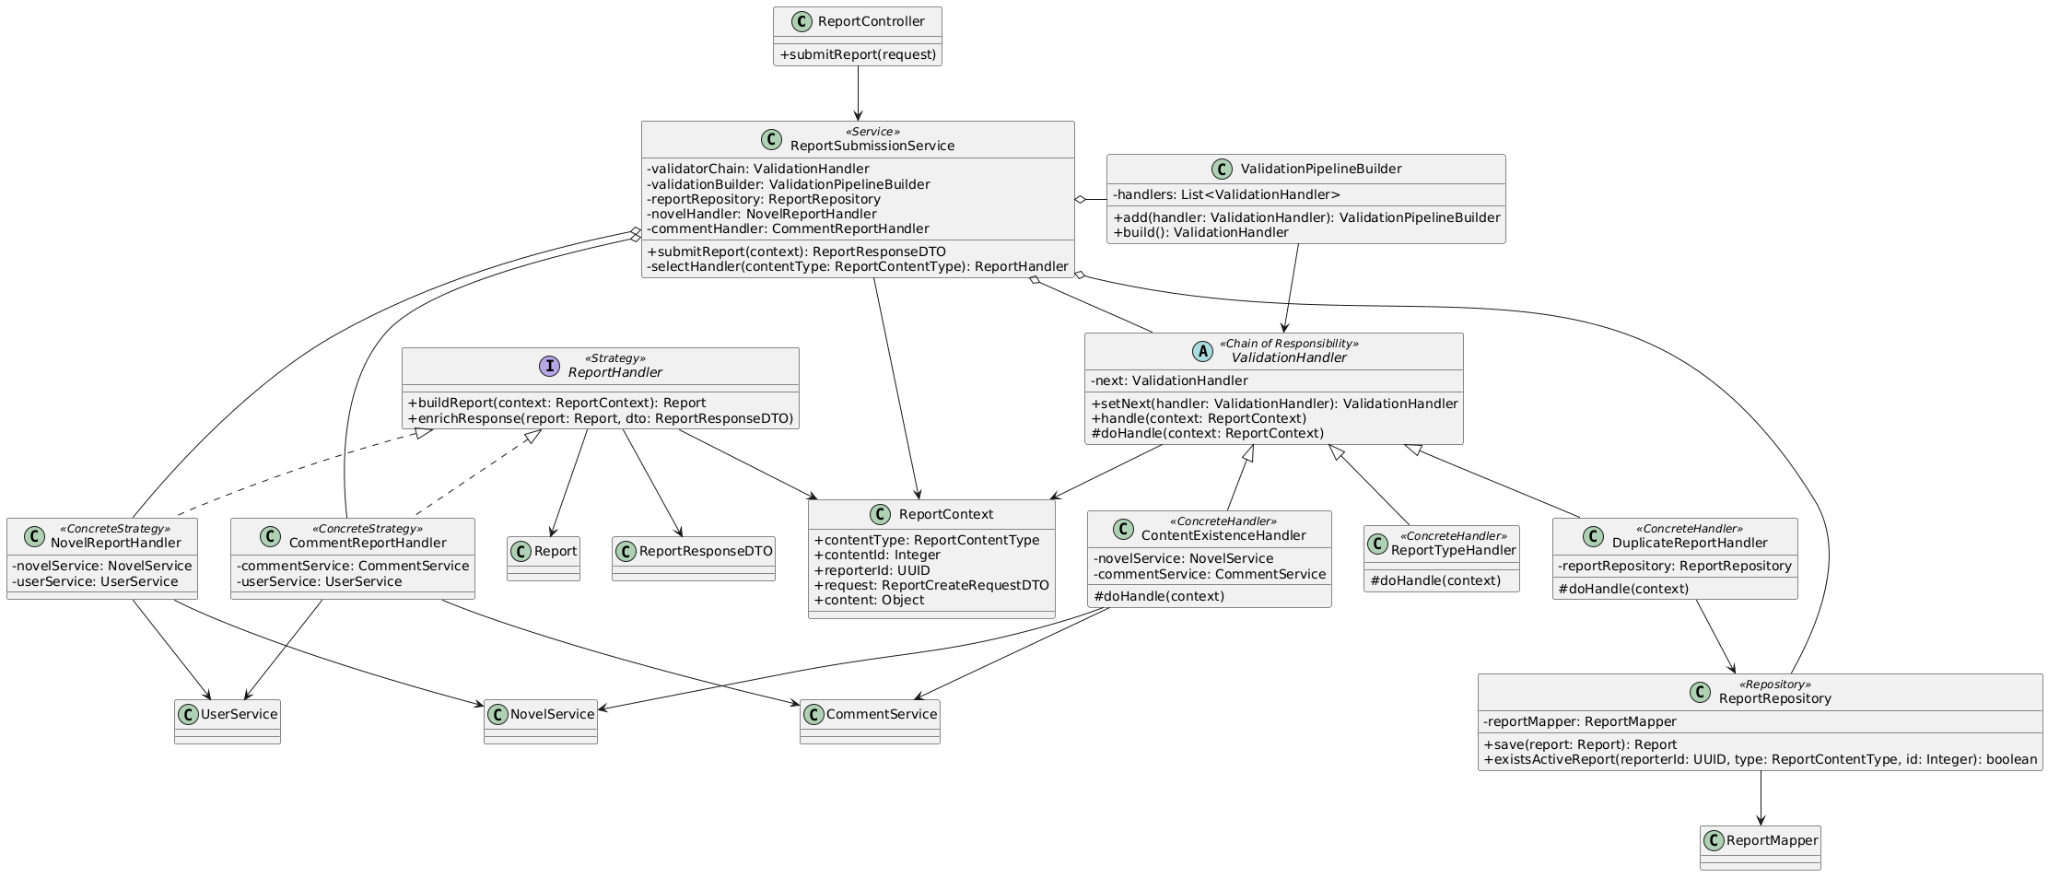 C ReportController
+submitReport(request)
«Service»
C ReportSubmissionService
-validatorChain: ValidationHandler
-validationBuilder: ValidationPipelineBuilder
-reportRepository: ReportRepository
-novelHandler: NovelReportHandler
-commentHandler: CommentReportHandler
+submitReport(context): ReportResponseDTO
-selectHandler(contentType: ReportContentType): ReportHandler
C ValidationPipelineBuilder
-handlers: List<ValidationHandler>
+add(handler: ValidationHandler): ValidationPipelineBuilder
+build(): ValidationHandler
«Strategy»
I ReportHandler
+buildReport(context: ReportContext): Report
+enrichResponse(report: Report, dto: ReportResponseDTO)
«Chain of Responsibility»
A ValidationHandler
-next: ValidationHandler
+setNext(handler: ValidationHandler): ValidationHandler
+handle(context: ReportContext)
#doHandle(context: ReportContext)
«ConcreteStrategy»
C NovelReportHandler
-novelService: NovelService
-userService: UserService
«ConcreteStrategy»
C CommentReportHandler
-commentService: CommentService
-userService: UserService
C Report
C ReportResponseDTO
C ReportContext
+contentType: ReportContentType
+contentId: Integer
+reporterId: UUID
+request: ReportCreateRequestDTO
+content: Object
«ConcreteHandler»
C ContentExistenceHandler
-novelService: NovelService
-commentService: CommentService
#doHandle(context)
«ConcreteHandler»
C ReportTypeHandler
#doHandle(context)
«ConcreteHandler»
C DuplicateReportHandler
-reportRepository: ReportRepository
#doHandle(context)
C UserService
C NovelService
C CommentService
«Repository»
C ReportRepository
-reportMapper: ReportMapper
+save(report: Report): Report
+existsActiveReport(reporterId: UUID, type: ReportContentType, id: Integer): boolean
C ReportMapper